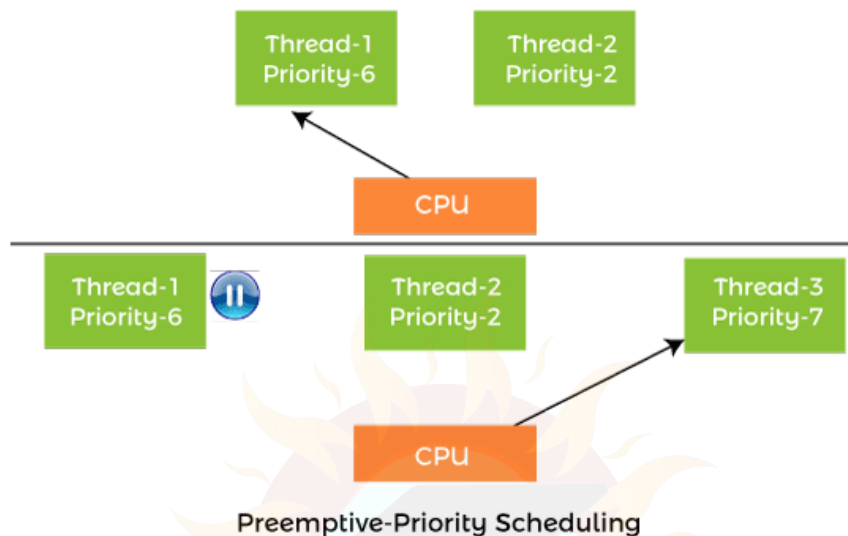 Thread-1
Priority-6
Thread-2
Priority-2
CPU
Thread-1
Priority-6
Thread-2
Priority-2
Thread-3
Priority-7
CPU
Preemptive-Priority Scheduling